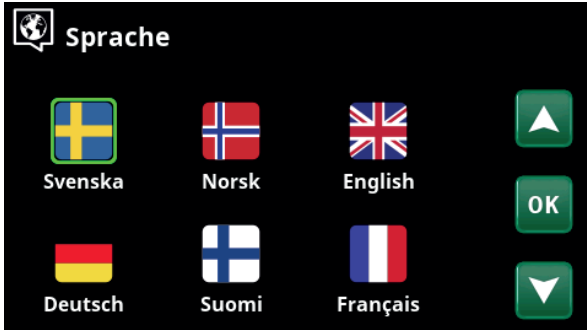 Sprache
Svenska
Norsk
English
OK
Deutsch
Suomi
Français